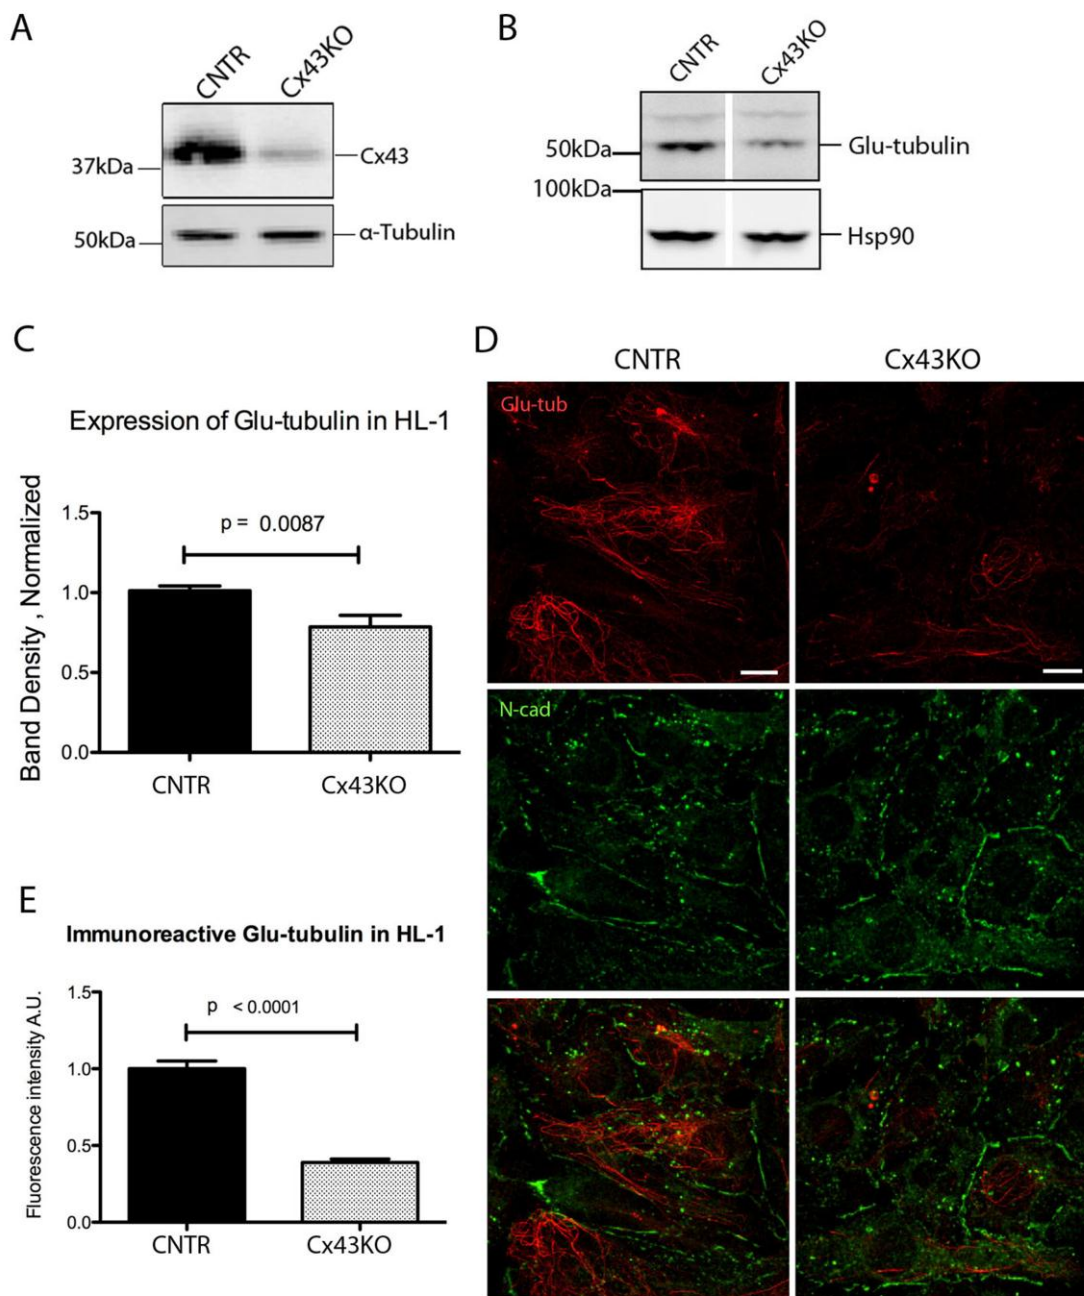 A
CNTR
Cx43KO
37kDa
Cx43
50kDa
α-Tubulin
B
CNTR
Cx43KO
50kDa
Glu-tubulin
100kDa
Hsp90
C
Expression of Glu-tubulin in HL-1
Band Density , Normalized
1.5
1.0
0.5
0.0
p = 0.0087
CNTR
Cx43KO
D
CNTR
Cx43KO
Glu-tub
N-cad
E
Immunoreactive Glu-tubulin in HL-1
Fluorescence intensity A.U.
1.5
1.0
0.5
0.0
p < 0.0001
CNTR
Cx43KO